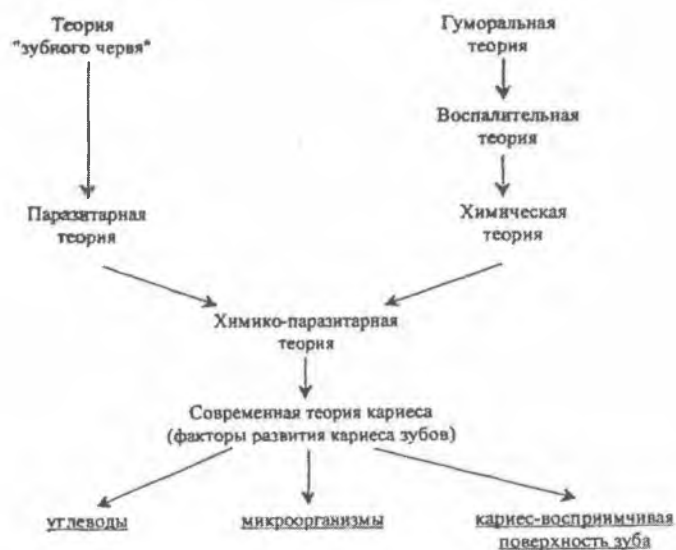 Теория
"зубного червя"
Гуморальная
теория
Воспалительная
теория
Паразитарная
теория
Химическая
теория
Химико-паразитарная
теория
Современная теория кариеса
(факторы развития кариеса зубов)
углеводы
микроорганизмы
кариес-восприимчивая
поверхность зуба